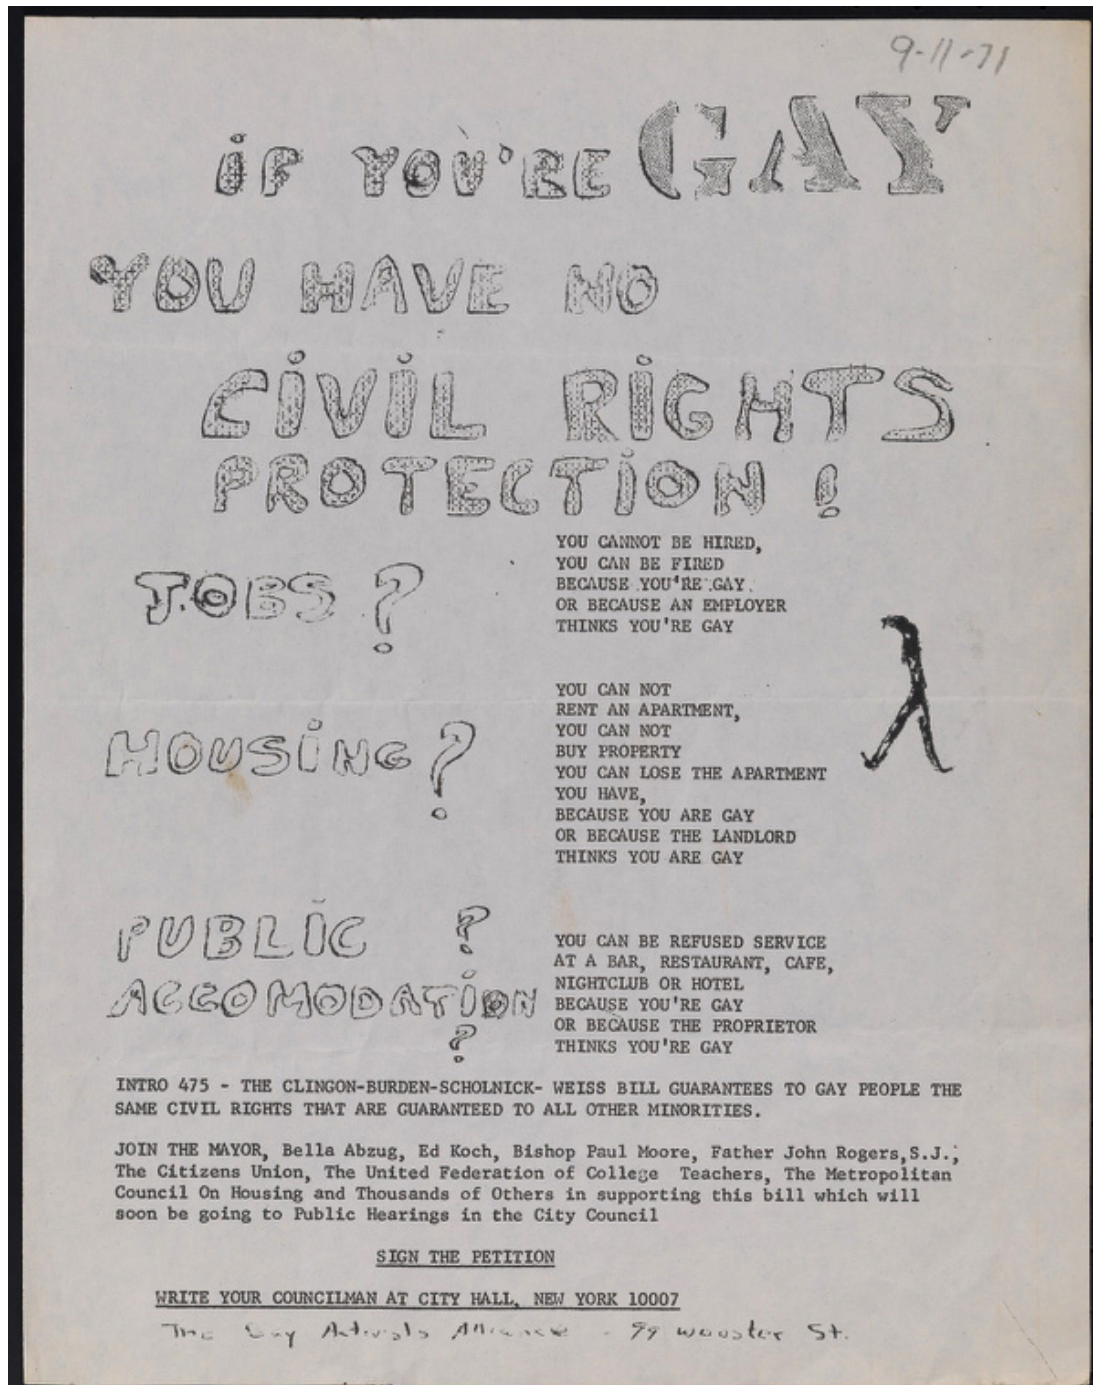 9-11-71
iF YOU'RE GAY
YOU HAVE NO
CiViL RiGHTS
PROTECTiON !
JOBS ?
YOU CANNOT BE HIRED,
YOU CAN BE FIRED
BECAUSE YOU'RE GAY
OR BECAUSE AN EMPLOYER
THINKS YOU'RE GAY
HOUSiNG ?
YOU CAN NOT
RENT AN APARTMENT,
YOU CAN NOT
BUY PROPERTY
YOU CAN LOSE THE APARTMENT
YOU HAVE,
BECAUSE YOU ARE GAY
OR BECAUSE THE LANDLORD
THINKS YOU ARE GAY
PUBLiC ?
ACCOMODATiON
?
YOU CAN BE REFUSED SERVICE
AT A BAR, RESTAURANT, CAFE,
NIGHTCLUB OR HOTEL
BECAUSE YOU'RE GAY
OR BECAUSE THE PROPRIETOR
THINKS YOU'RE GAY
INTRO 475 - THE CLINGON-BURDEN-SCHOLNICK- WEISS BILL GUARANTEES TO GAY PEOPLE THE
SAME CIVIL RIGHTS THAT ARE GUARANTEED TO ALL OTHER MINORITIES.
JOIN THE MAYOR, Bella Abzug, Ed Koch, Bishop Paul Moore, Father John Rogers,S.J.,
The Citizens Union, The United Federation of College Teachers, The Metropolitan
Council On Housing and Thousands of Others in supporting this bill which will
soon be going to Public Hearings in the City Council
SIGN THE PETITION
WRITE YOUR COUNCILMAN AT CITY HALL, NEW YORK 10007
The Gay Activists Alliance - 99 Wooster St.